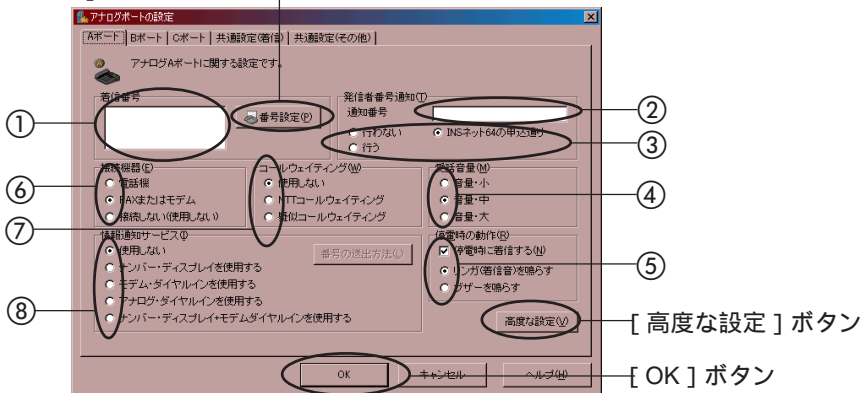 アナログポートの設定
Aポート Bポート Cポート 共通設定(着信) 共通設定(その他)
アナログAポートに関する設定です。
着信番号
番号設定(P)
発信者番号通知(T)
通知番号
行わない
INSネット64の申込通り
行う
① ② ③
接続機器(E)
電話機
FAXまたはモデム
接続しない(使用しない)
コールウェイティング(W)
使用しない
NTTコールウェイティング
疑似コールウェイティング
受話音量(M)
音量・小
音量・中
音量・大
⑥ ⑦ ④
情報通知サービス(I)
使用しない
番号の送出方法(L)
ナンバー・ディスプレイを使用する
モデム・ダイヤルインを使用する
アナログ・ダイヤルインを使用する
ナンバー・ディスプレイ+モデムダイヤルインを使用する
停電時の動作(R)
停電時に着信する(N)
リンガ(着信音)を鳴らす
ブザーを鳴らす
⑧ ⑤
高度な設定(V)
[ 高度な設定 ] ボタン
OK
キャンセル
ヘルプ(H)
[ OK ] ボタン